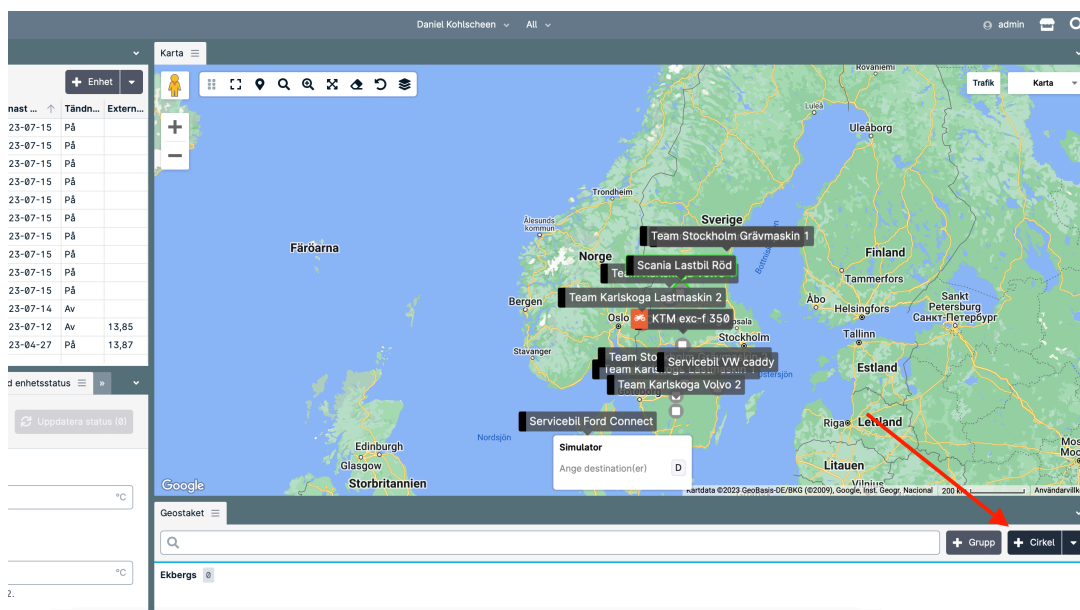 Daniel Kohlscheen All admin
Karta
+ Enhet
nast ... ↑ Tändn... Extern...
23-07-15 På
23-07-15 På
23-07-15 På
23-07-15 På
23-07-15 På
23-07-15 På
23-07-15 På
23-07-15 På
23-07-15 På
23-07-15 På
23-07-14 Av
23-07-12 Av 13,85
23-04-27 På 13,87
d enhetsstatus »
Uppdatera status (0)
°C
°C
2.
Trafik
Karta
Rovaniemi
Luleå
Uleåborg
Trondheim
Ålesunds
kommun
Sverige
Team Stockholm Grävmaskin 1
Färöarna
Norge
Finland
Scania Lastbil Röd
Tammerfors
Bergen
Team Karlskoga Lastmaskin 2
Åbo
Helsingfors
Sankt
Petersburg
Санкт-Петербург
Oslo
KTM exc-f 350
Stockholm
Tallinn
Stavanger
Servicebil VW caddy
Estland
Team Karlskoga Volvo 2
Göteborg
Servicebil Ford Connect
Riga
Lettland
Nordsjön
Edinburgh
Glasgow
Storbritannien
Simulator
Ange destination(er) D
Litauen
Vilnius
Google
Kartdata ©2023 GeoBasis-DE/BKG (©2009), Google, Inst. Geogr. Nacional
200 km
Användarvillk
Geostaket
+ Grupp
+ Cirkel
Ekbergs 0